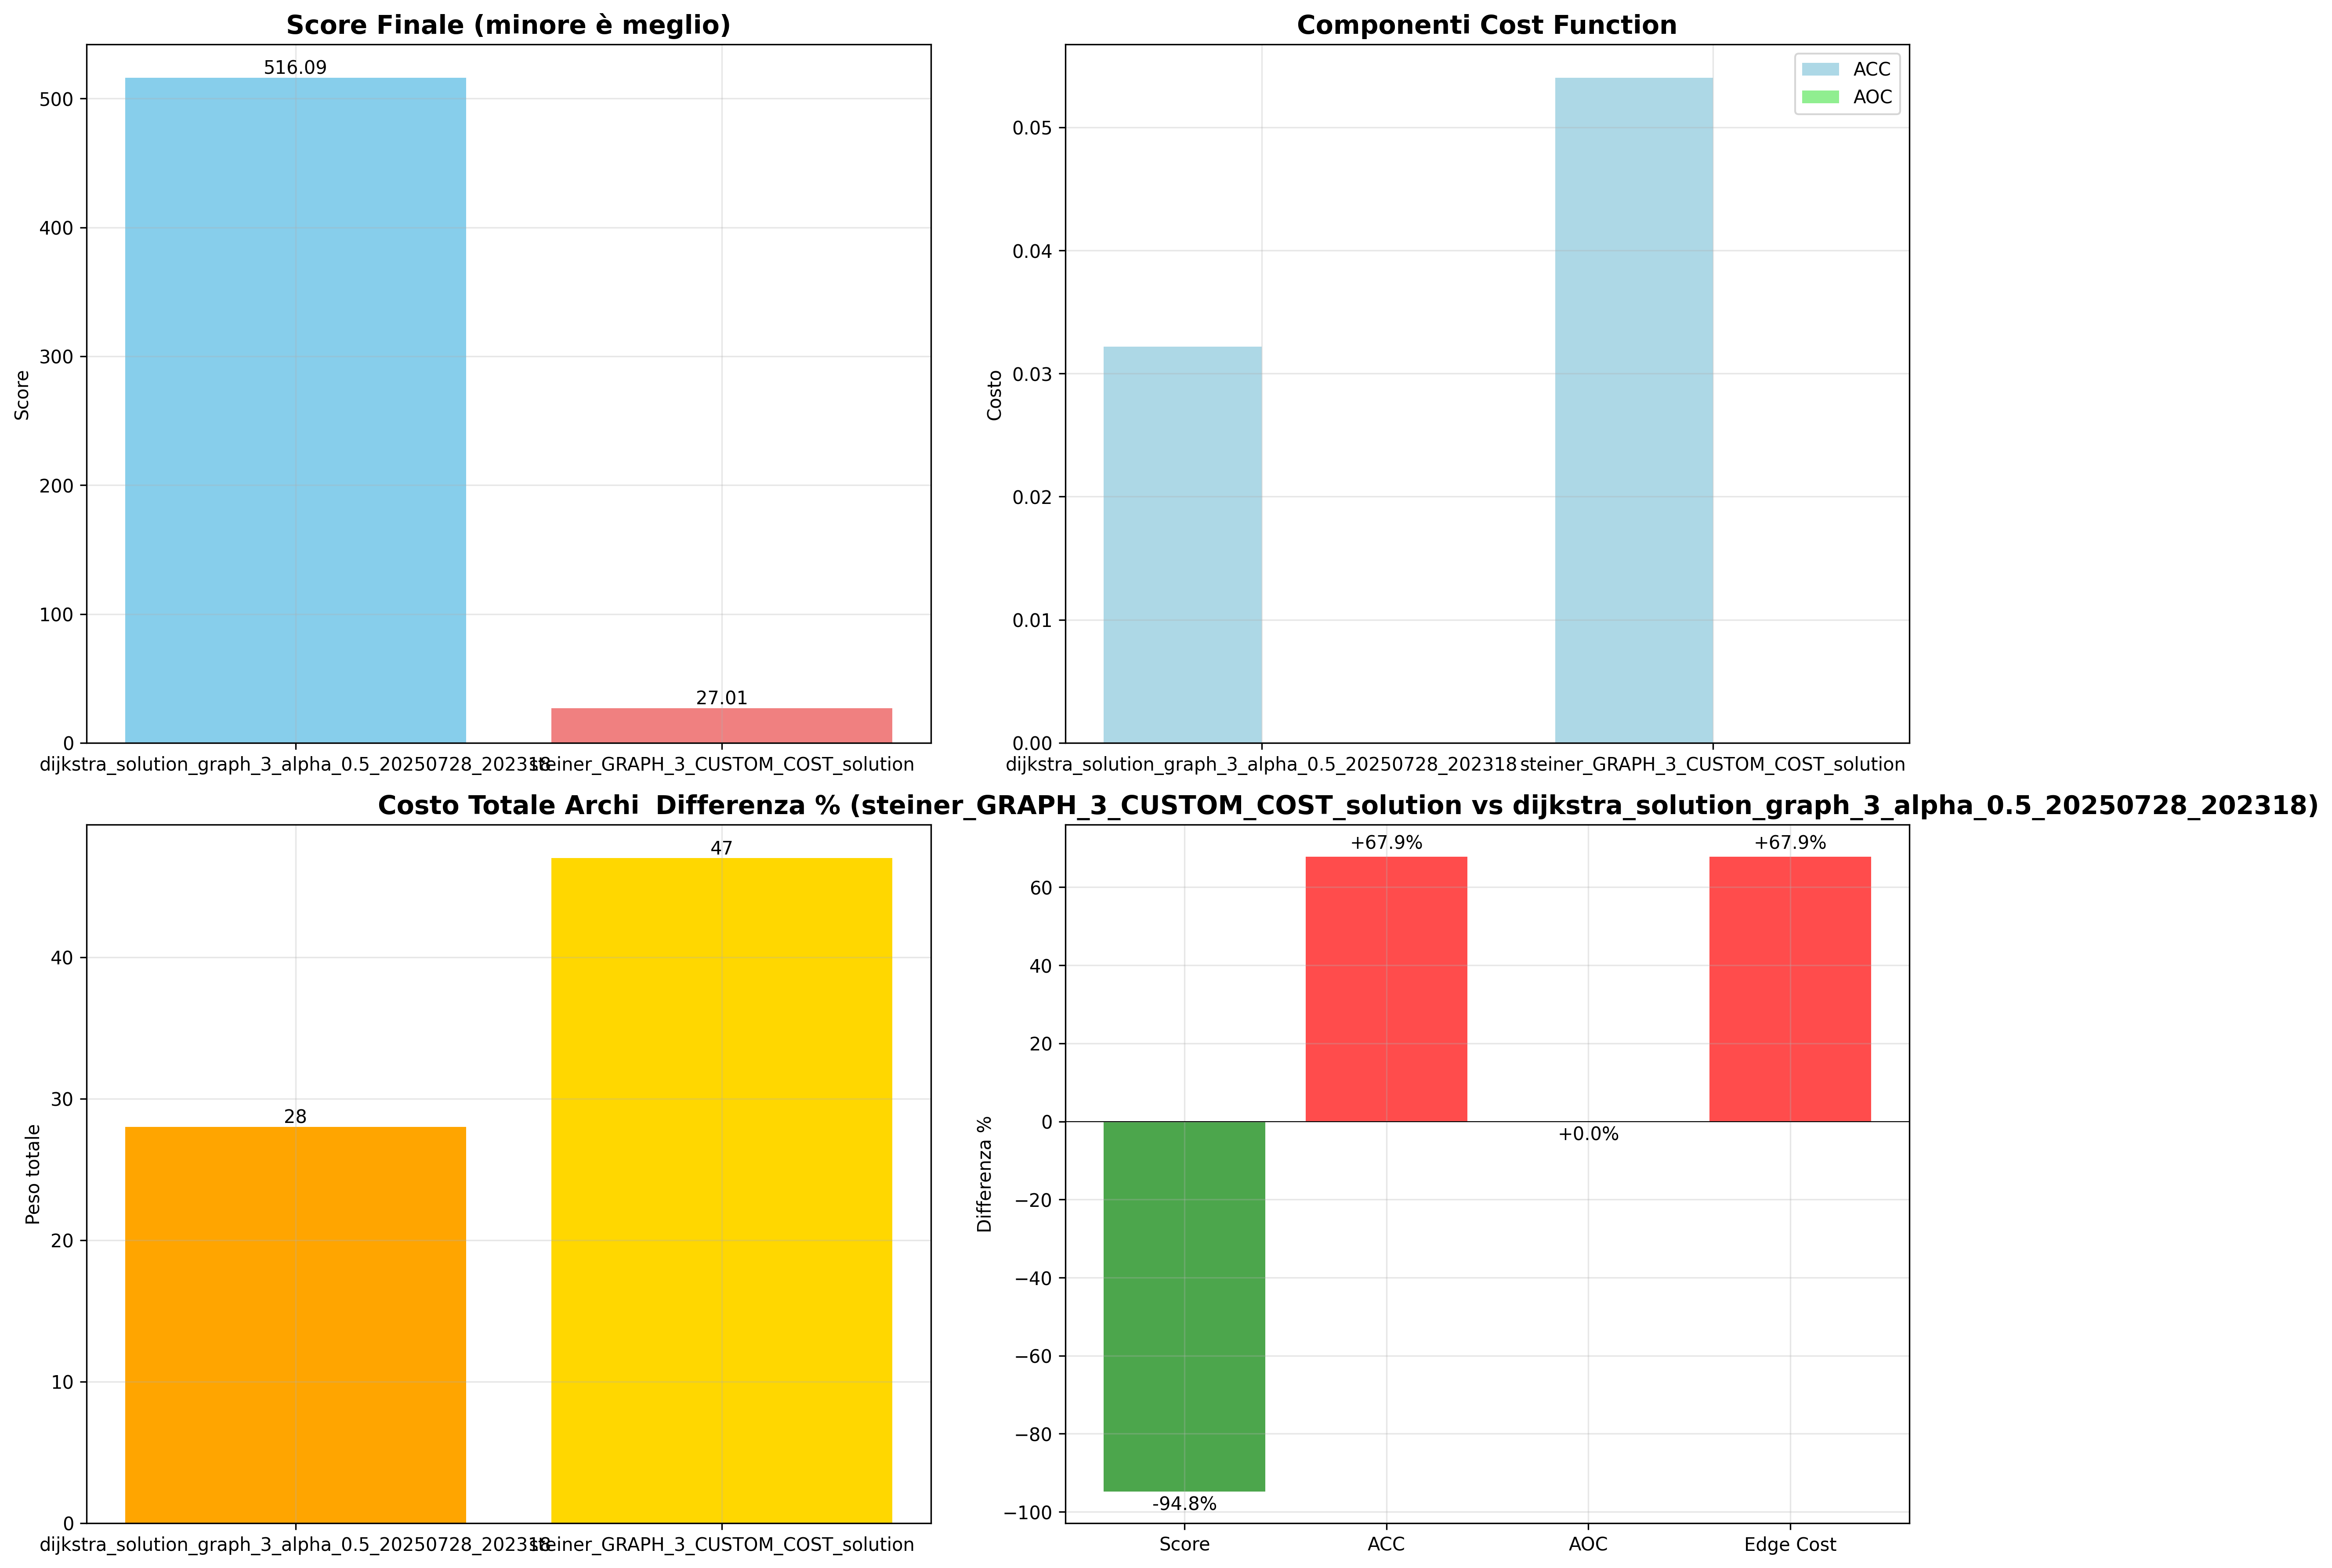 Score Finale (minore è meglio)
516.09
27.01
500
400
300
200
100
0
Score
dijkstra_solution_graph_3_alpha_0.5_20250728_202318
steiner_GRAPH_3_CUSTOM_COST_solution
Componenti Cost Function
ACC
AOC
0.05
0.04
0.03
0.02
0.01
0.00
Costo
dijkstra_solution_graph_3_alpha_0.5_20250728_202318
steiner_GRAPH_3_CUSTOM_COST_solution
Costo Totale Archi
47
28
40
30
20
10
0
Peso totale
dijkstra_solution_graph_3_alpha_0.5_20250728_202318
steiner_GRAPH_3_CUSTOM_COST_solution
Differenza % (steiner_GRAPH_3_CUSTOM_COST_solution vs dijkstra_solution_graph_3_alpha_0.5_20250728_202318)
+67.9%
+67.9%
+0.0%
-94.8%
60
40
20
0
−20
−40
−60
−80
−100
Differenza %
Score
ACC
AOC
Edge Cost